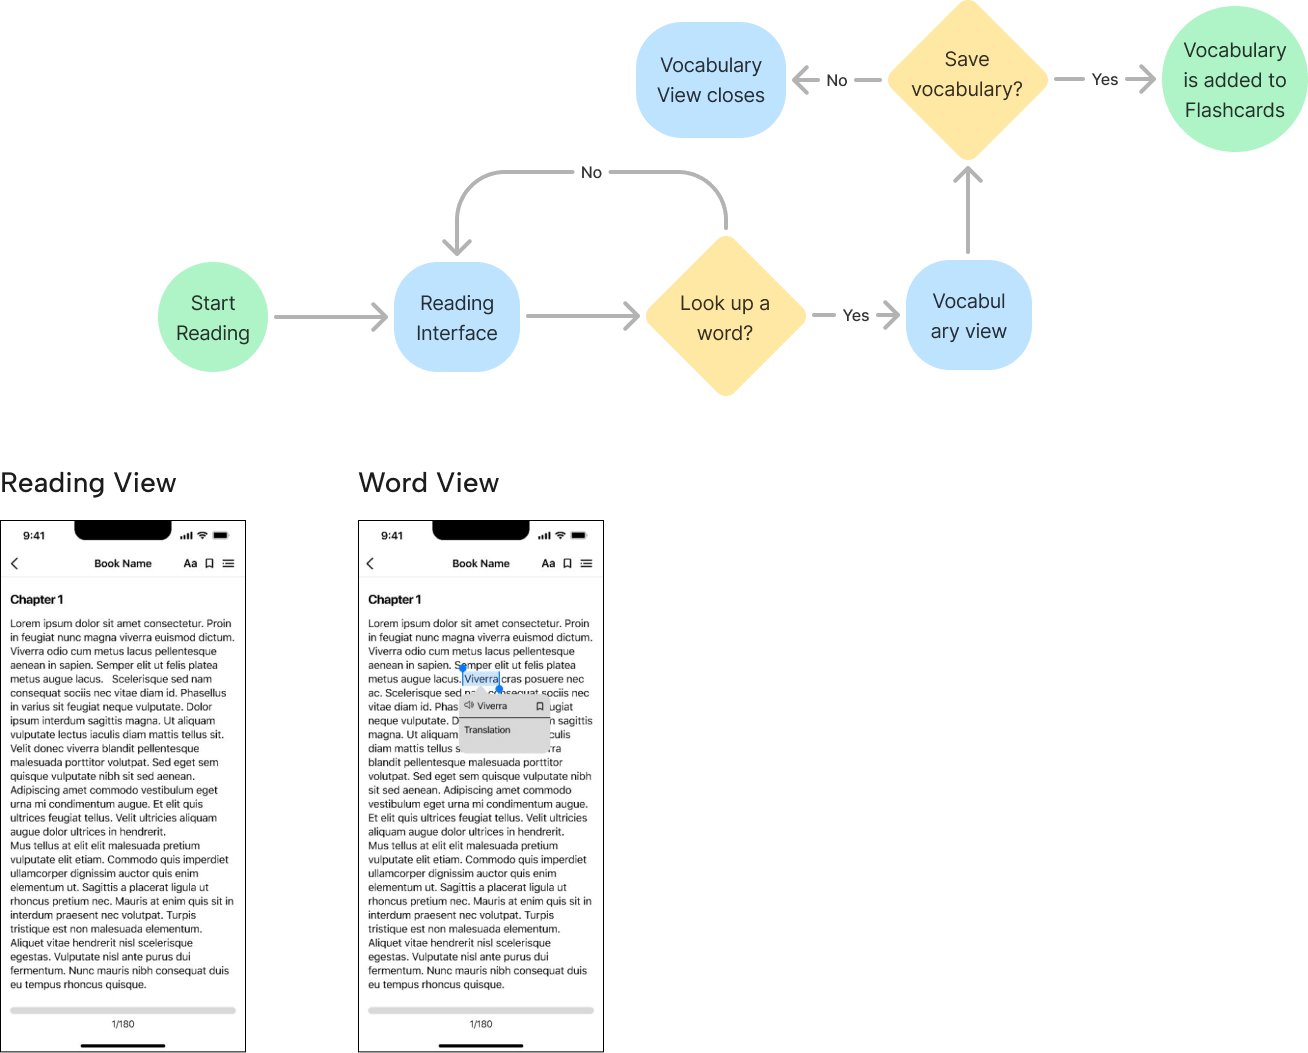 Vocabulary
View closes
No
Save
vocabulary?
Yes
Vocabulary
is added to
Flashcards
No
Start
Reading
Reading
Interface
Look up a
word?
Yes
Vocabul
ary view
Reading View
9:41
Book Name
Aa
Chapter 1
Lorem ipsum dolor sit amet consectetur. Proin
in feugiat nunc magna viverra euismod dictum.
Viverra odio cum metus lacus pellentesque
aenean in sapien. Semper elit ut felis platea
metus augue lacus. Scelerisque sed nam
consequat sociis nec vitae diam id. Phasellus
in varius sit feugiat neque vulputate. Dolor
ipsum interdum sagittis magna. Ut aliquam
vulputate lectus iaculis diam mattis tellus sit.
Velit donec viverra blandit pellentesque
malesuada porttitor volutpat. Sed eget sem
quisque vulputate nibh sit sed aenean.
Adipiscing amet commodo vestibulum eget
urna mi condimentum augue. Et elit quis
ultrices feugiat tellus. Velit ultricies aliquam
augue dolor ultrices in hendrerit.
Mus tellus at elit elit malesuada pretium
vulputate elit etiam. Commodo quis imperdiet
ullamcorper dignissim auctor quis enim
elementum ut. Sagittis a placerat ligula ut
rhoncus pretium nec. Mauris at enim quis sit in
interdum praesent nec volutpat. Turpis
tristique est non malesuada elementum.
Aliquet vitae hendrerit nisl scelerisque
egestas. Vulputate nisl ante purus dui
fermentum. Nunc mauris nibh consequat duis
eu tempus rhoncus quisque.
1/180
Word View
9:41
Book Name
Aa
Chapter 1
Lorem ipsum dolor sit amet consectetur. Proin
in feugiat nunc magna viverra euismod dictum.
Viverra odio cum metus lacus pellentesque
aenean in sapien. Semper elit ut felis platea
metus augue lacus. Viverra cras posuere nec
ac. Scelerisque sed consequat sociis nec
vitae diam id. Phas ugiat
neque vulputate. D n sagittis
magna. Ut aliquam culis
diam mattis tellus s rra
Viverra
Translation
blandit pellentesque malesuada porttitor
volutpat. Sed eget sem quisque vulputate nibh
sit sed aenean. Adipiscing amet commodo
vestibulum eget urna mi condimentum augue.
Et elit quis ultrices feugiat tellus. Velit ultricies
aliquam augue dolor ultrices in hendrerit.
Mus tellus at elit elit malesuada pretium
vulputate elit etiam. Commodo quis imperdiet
ullamcorper dignissim auctor quis enim
elementum ut. Sagittis a placerat ligula ut
rhoncus pretium nec. Mauris at enim quis sit in
interdum praesent nec volutpat. Turpis
tristique est non malesuada elementum.
Aliquet vitae hendrerit nisl scelerisque
egestas. Vulputate nisl ante purus dui
fermentum. Nunc mauris nibh consequat duis
eu tempus rhoncus quisque.
1/180